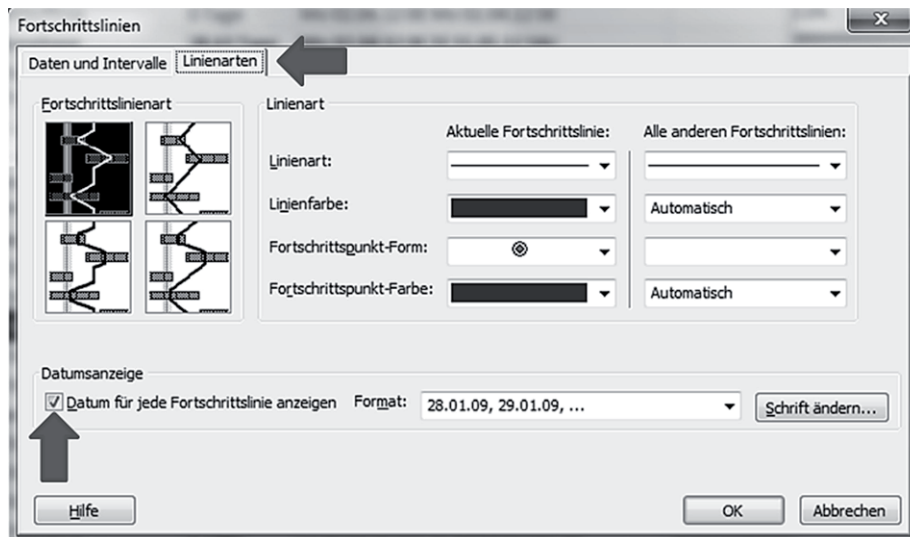 Fortschrittslinien
Daten und Intervalle
Linienarten
Fortschrittslinienart
Linienart
Aktuelle Fortschrittslinie:
Alle anderen Fortschrittslinien:
Linienart:
Linienfarbe:
Automatisch
Fortschrittspunkt-Form:
Fortschrittspunkt-Farbe:
Automatisch
Datumsanzeige
Datum für jede Fortschrittslinie anzeigen
Format:
28.01.09, 29.01.09, ...
Schrift ändern...
Hilfe
OK
Abbrechen